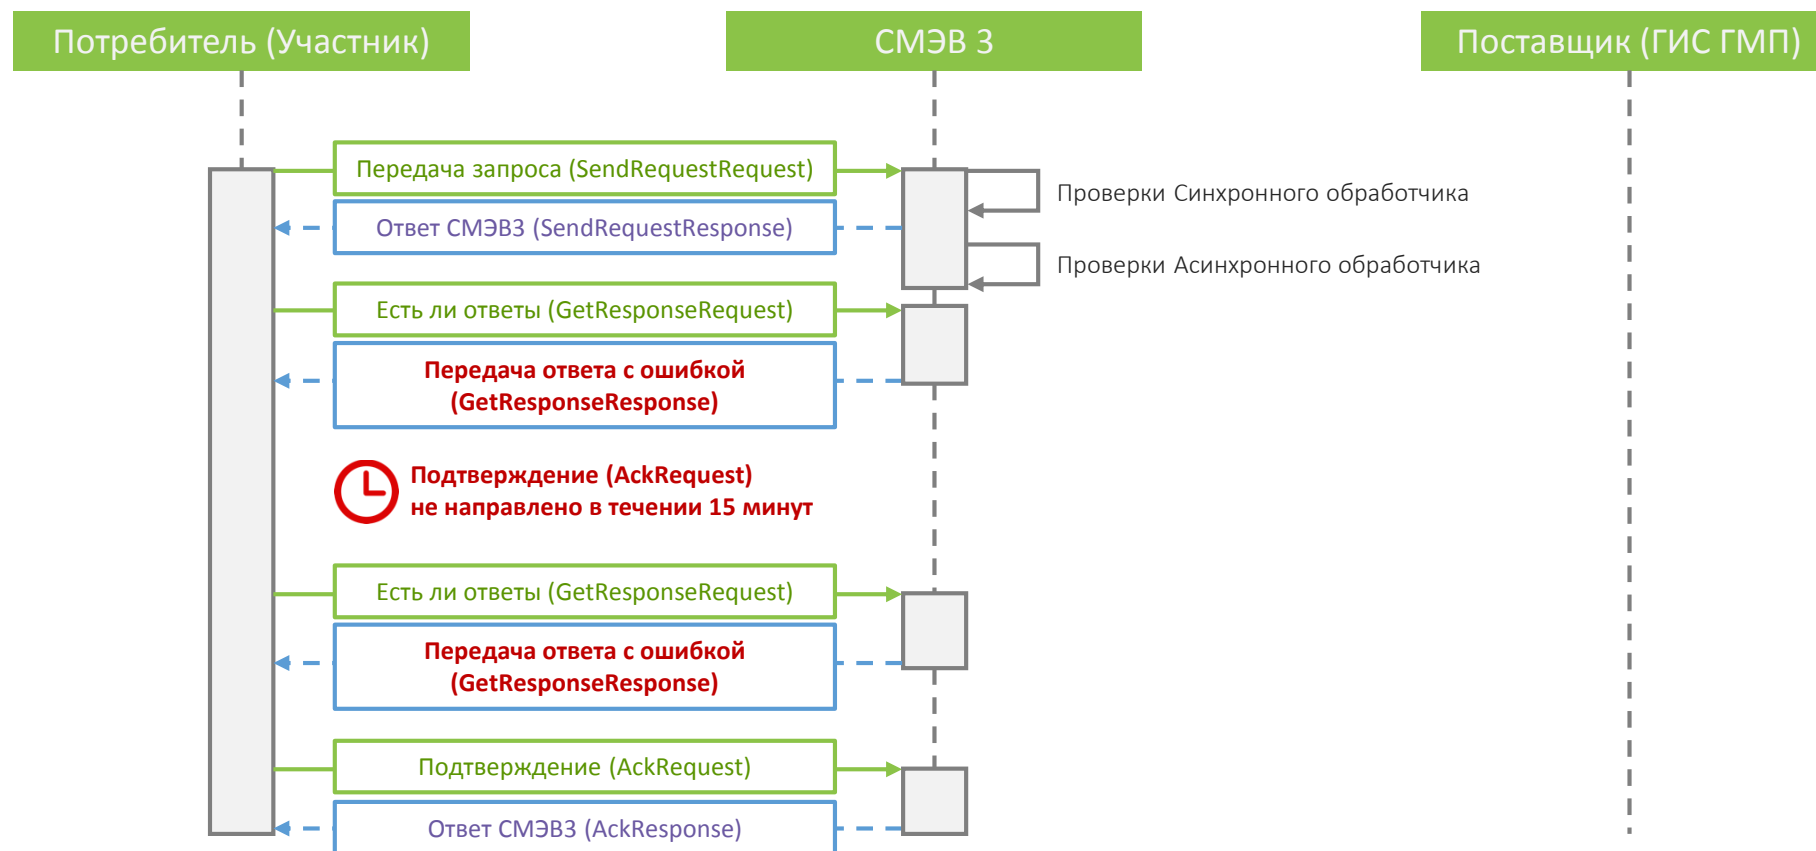 Потребитель (Участник)
СМЭВ 3
Поставщик (ГИС ГМП)
Передача запроса (SendRequestRequest)
Проверки Синхронного обработчика
Ответ СМЭВ3 (SendRequestResponse)
Проверки Асинхронного обработчика
Есть ли ответы (GetResponseRequest)
Передача ответа с ошибкой
(GetResponseResponse)
Подтверждение (AckRequest)
не направлено в течении 15 минут
Есть ли ответы (GetResponseRequest)
Передача ответа с ошибкой
(GetResponseResponse)
Подтверждение (AckRequest)
Ответ СМЭВ3 (AckResponse)